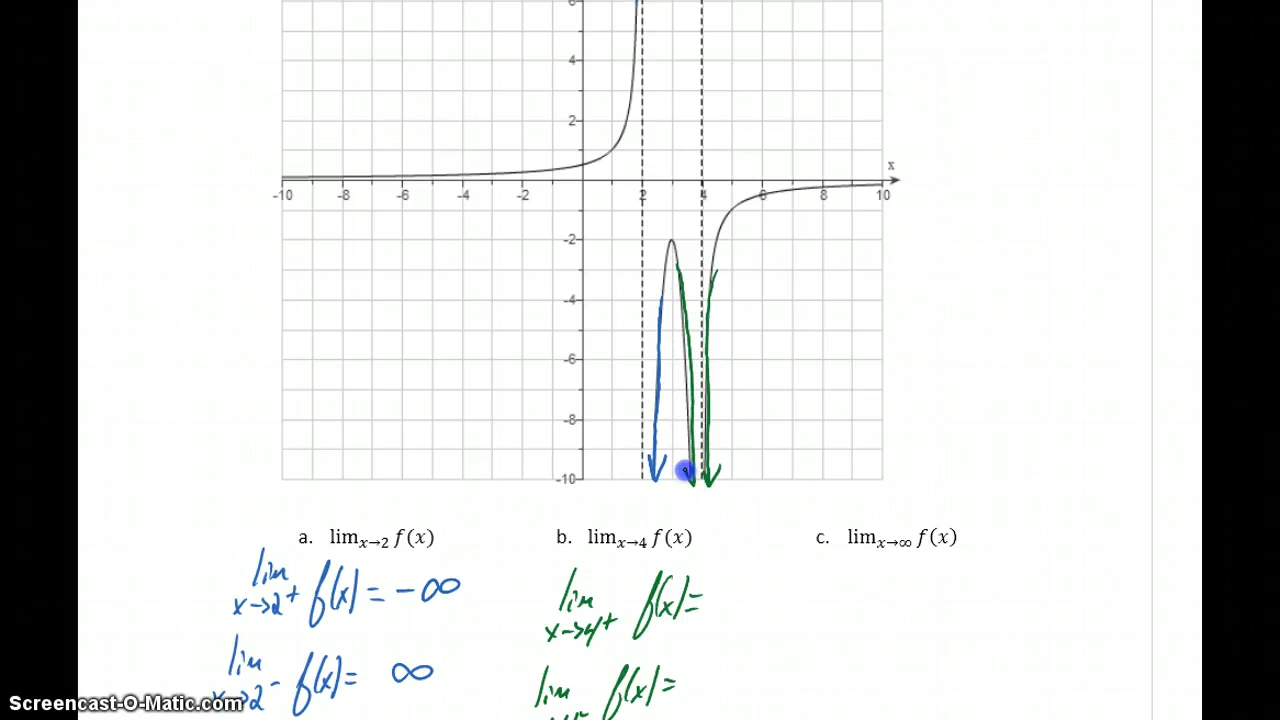 6
4
2
x
-10 -8 -6 -4 -2 2 4 6 8 10
-2
-4
-6
-8
-10
a. lim x→2 f(x) b. lim x→4 f(x) c. lim x→∞ f(x)
lim x→2⁺ f(x) = -∞ lim x→4⁺ f(x) =
lim x→2⁻ f(x) = ∞ lim f(x) =
Screencast-O-Matic.com